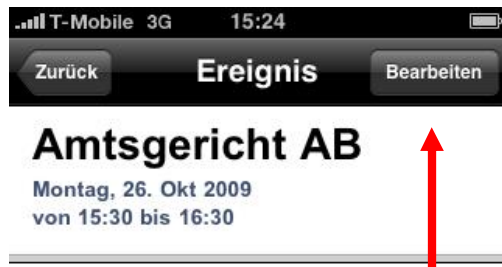 T-Mobile 3G 15:24
Zurück Ereignis Bearbeiten
Amtsgericht AB
Montag, 26. Okt 2009
von 15:30 bis 16:30